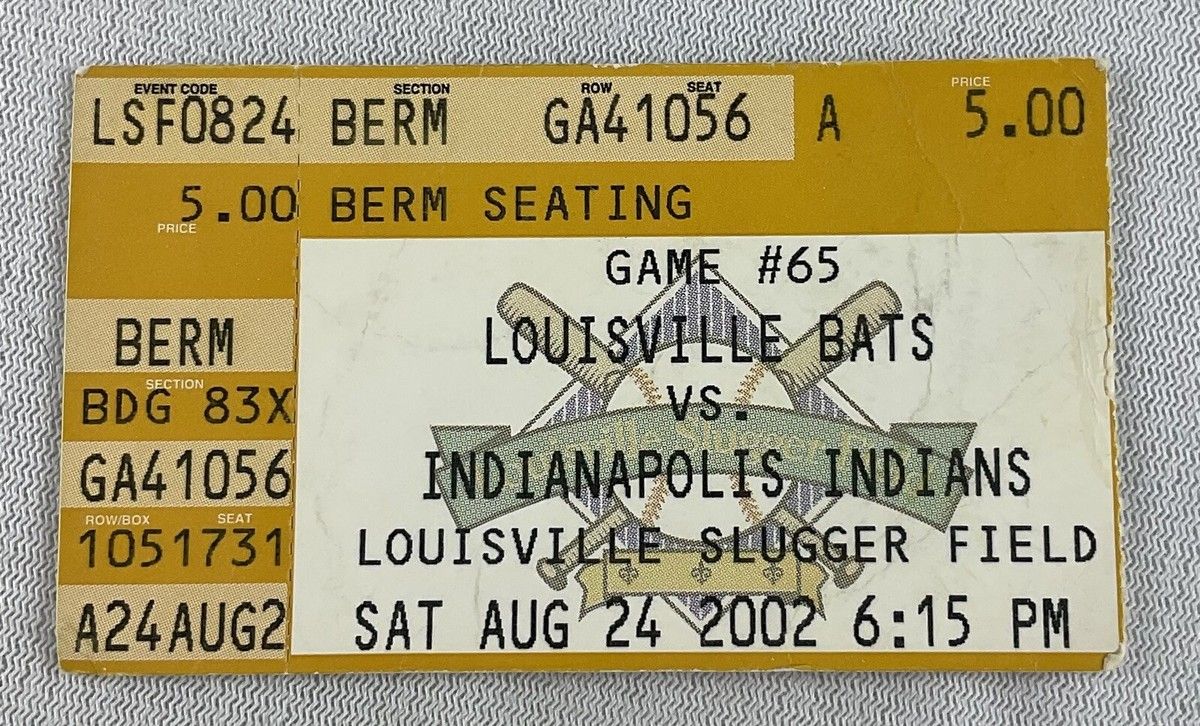 EVENT CODE
LSF0824
5.00
PRICE
BERM
SECTION
BDG 83X
GA41056
ROW/BOX SEAT
1051731
A24AUG2
SECTION ROW SEAT PRICE
BERM GA41056 A 5.00
BERM SEATING
GAME #65
LOUISVILLE BATS
VS.
INDIANAPOLIS INDIANS
LOUISVILLE SLUGGER FIELD
SAT AUG 24 2002 6:15 PM